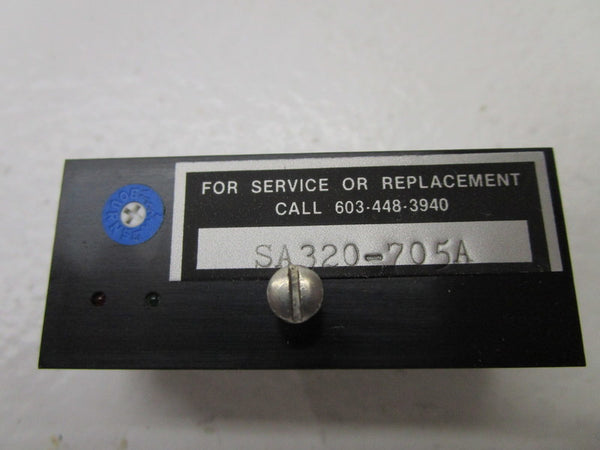 FOR SERVICE OR REPLACEMENT
CALL 603-448-3940
SA320-705A